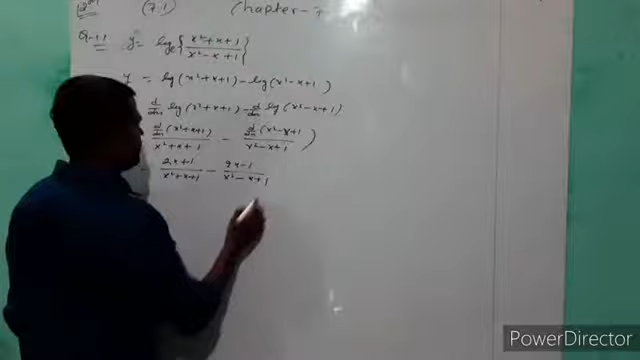 (7.1) Chapter-7
Q-11 y = logₑ{x²+x+1/x²-x+1}
y = log(x²+x+1) - log(x²-x+1)
d/dx log(x²+x+1) - d/dx log(x²-x+1)
d/dx(x²+x+1)/x²+x+1 - d/dx(x²-x+1)/x²-x+1)
2x+1/x²+x+1 - 2x-1/x²-x+1
PowerDirector